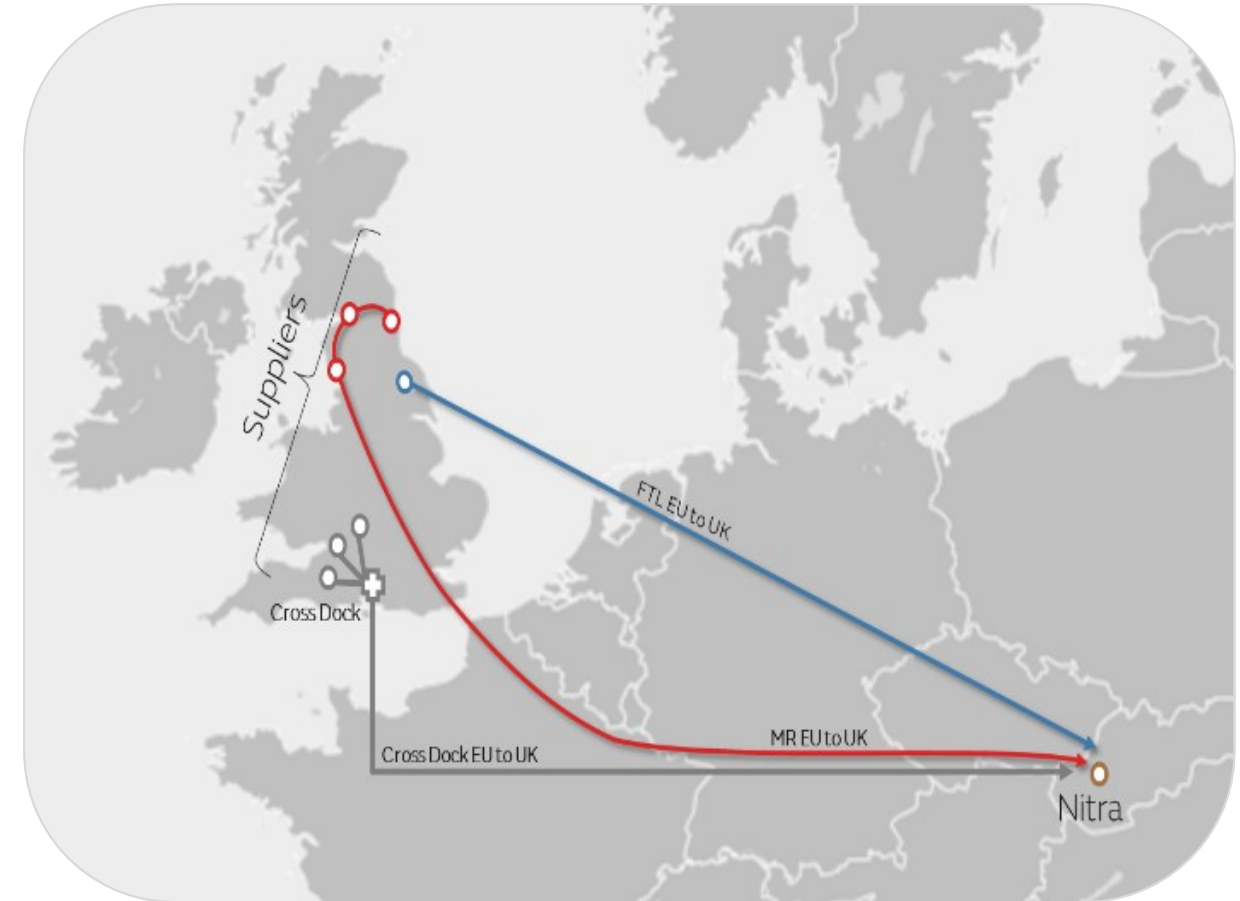 Suppliers
FTL EU to UK
Cross Dock
MR EU to UK
Cross Dock EU to UK
Nitra